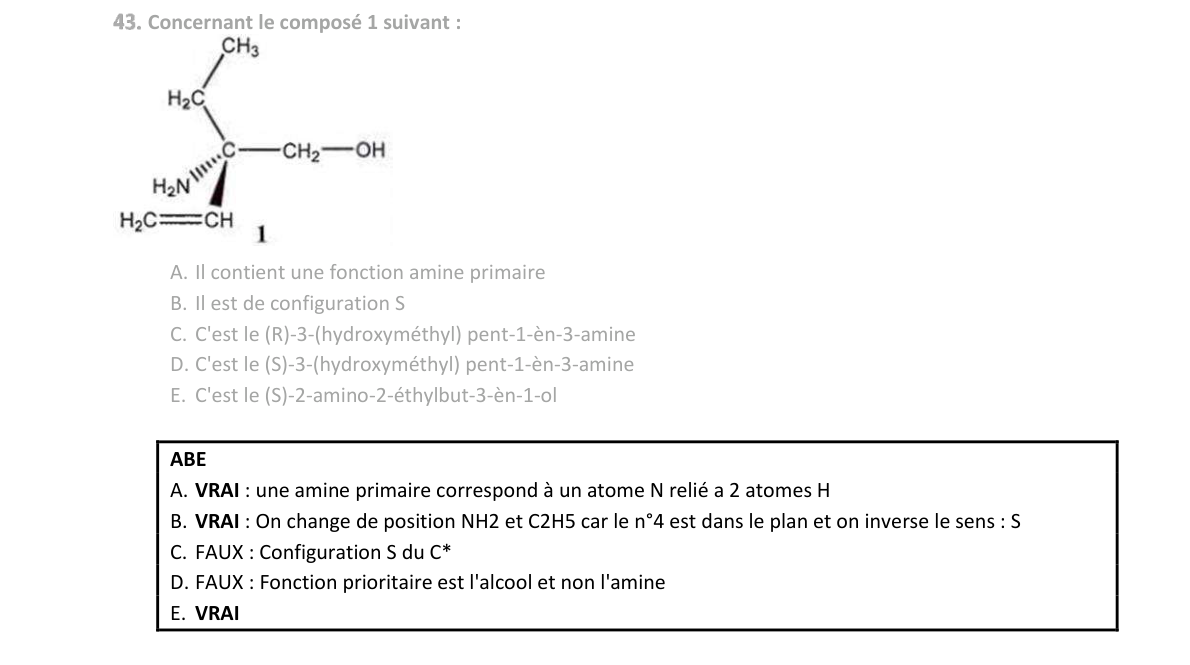 43. Concernant le composé 1 suivant :
CH3
H2C
C—CH2—OH
H2N
H2C=CH
1
A. Il contient une fonction amine primaire
B. Il est de configuration S
C. C'est le (R)-3-(hydroxyméthyl) pent-1-èn-3-amine
D. C'est le (S)-3-(hydroxyméthyl) pent-1-èn-3-amine
E. C'est le (S)-2-amino-2-éthylbut-3-èn-1-ol
ABE
A. VRAI : une amine primaire correspond à un atome N relié a 2 atomes H
B. VRAI : On change de position NH2 et C2H5 car le n°4 est dans le plan et on inverse le sens : S
C. FAUX : Configuration S du C*
D. FAUX : Fonction prioritaire est l'alcool et non l'amine
E. VRAI